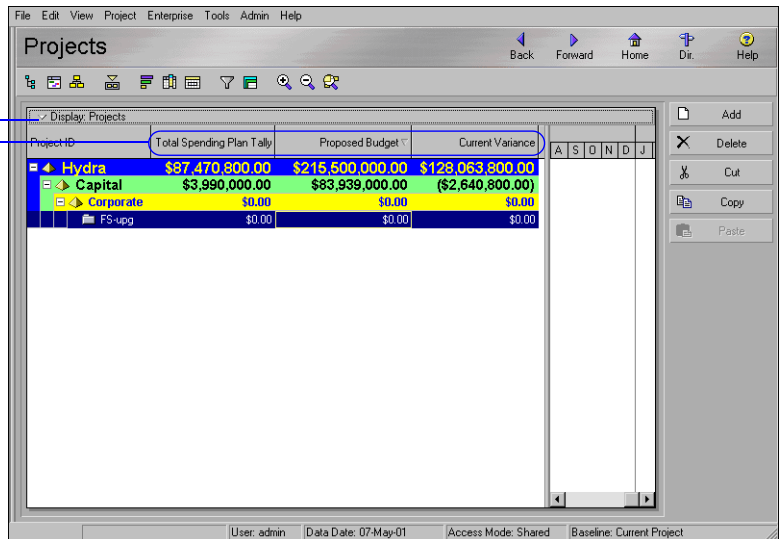 File Edit View Project Enterprise Tools Admin Help
Projects
Back Forward Home Dir. Help
Display: Projects
Project ID Total Spending Plan Tally Proposed Budget Current Variance A S O N D J
Hydra $87,470,800.00 $215,500,000.00 $128,063,800.00
Capital $3,990,000.00 $83,939,000.00 ($2,640,800.00)
Corporate $0.00 $0.00 $0.00
FS-upg $0.00 $0.00 $0.00
Add
Delete
Cut
Copy
Paste
User: admin Data Date: 07-May-01 Access Mode: Shared Baseline: Current Project